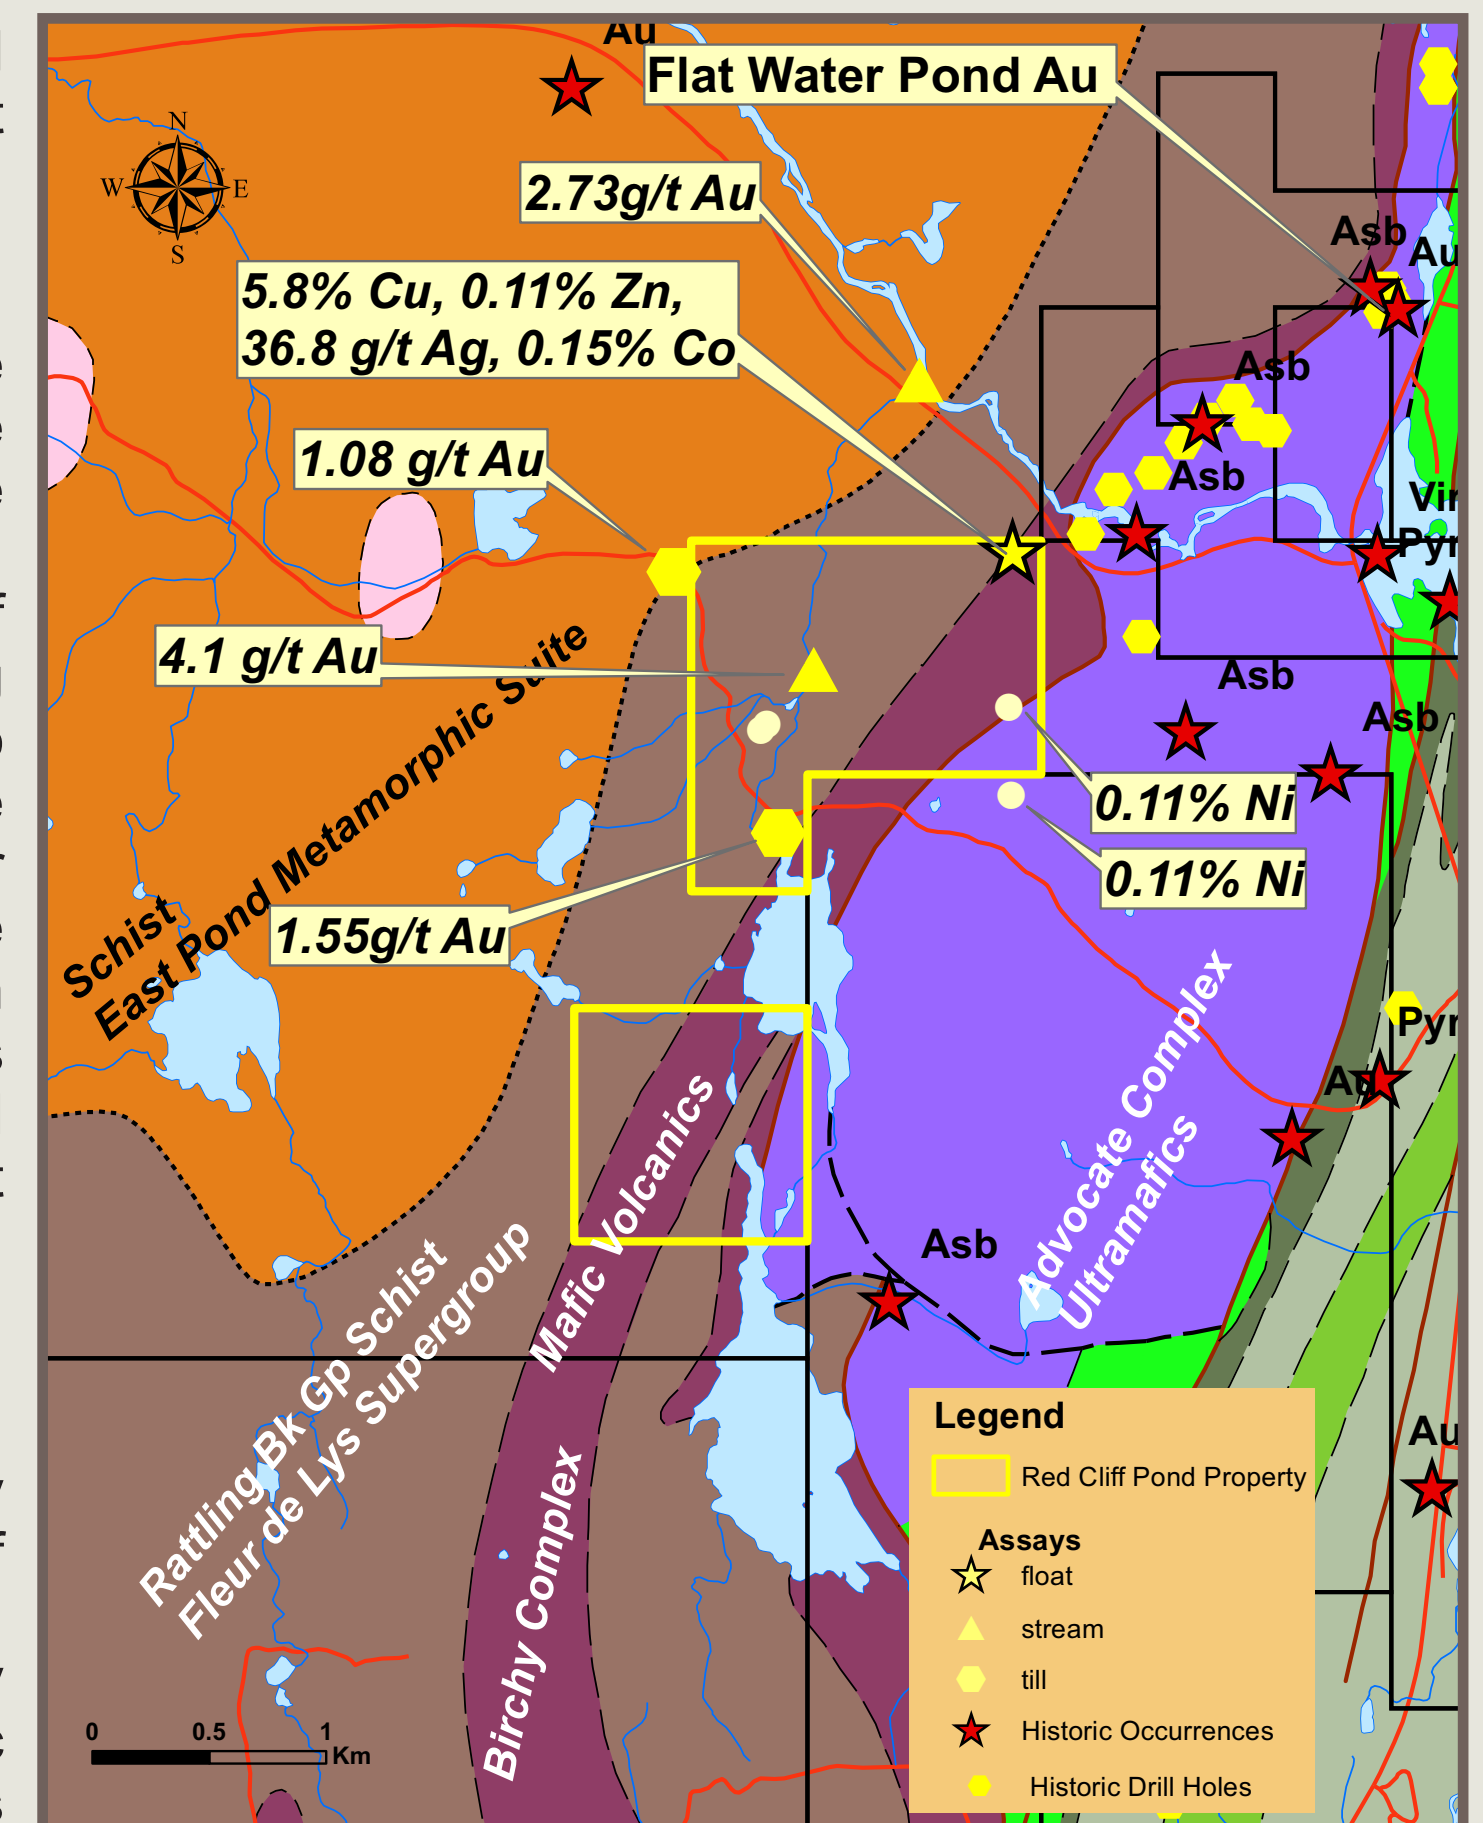 Au
Flat Water Pond Au
N
W E
S
2.73g/t Au
Asb
Au
5.8% Cu, 0.11% Zn,
36.8 g/t Ag, 0.15% Co
Asb
1.08 g/t Au
Asb
Vir
Pyr
4.1 g/t Au
Asb
Asb
0.11% Ni
0.11% Ni
1.55g/t Au
Schist
East Pond Metamorphic Suite
Pyr
Au
Advocate Complex
Ultramafics
Asb
Mafic Volcanics
Rattling Bk Gp Schist
Fleur de Lys Supergroup
Birchy Complex
Au
Legend
Red Cliff Pond Property
Assays
float
stream
till
Historic Occurrences
Historic Drill Holes
0 0.5 1
Km